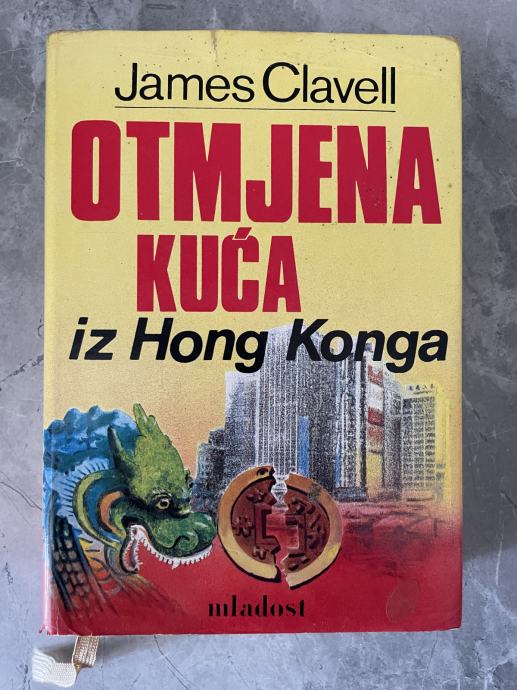 James Clavell
OTMJENA
KUĆA
iz Hong Konga
mladost